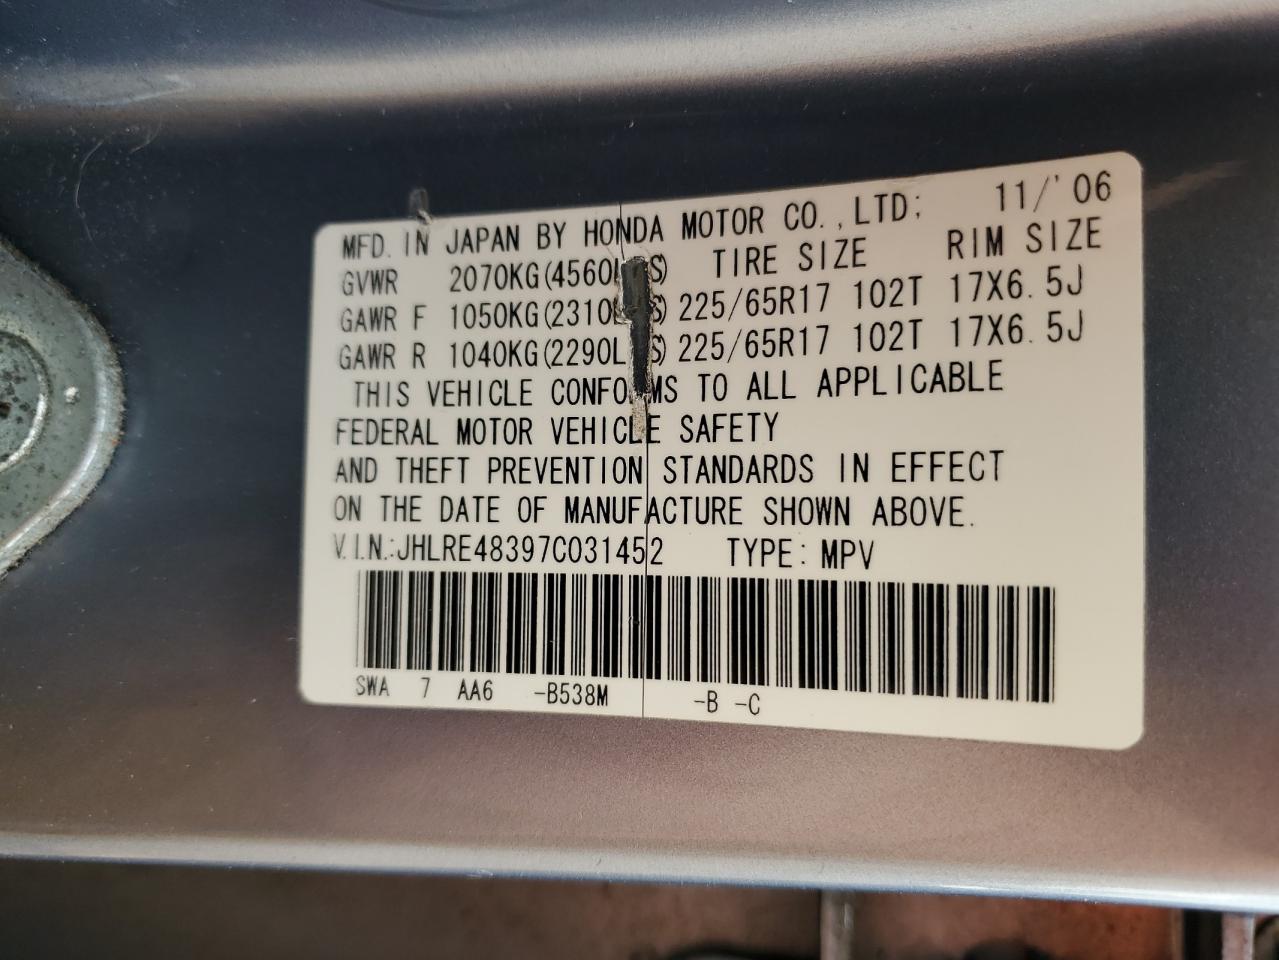 MFD. IN JAPAN BY HONDA MOTOR CO., LTD; 11/'06
GVWR 2070KG(4560LBS) TIRE SIZE RIM SIZE
GAWR F 1050KG(2310LBS) 225/65R17 102T 17X6.5J
GAWR R 1040KG(2290LBS) 225/65R17 102T 17X6.5J
THIS VEHICLE CONFORMS TO ALL APPLICABLE
FEDERAL MOTOR VEHICLE SAFETY
AND THEFT PREVENTION STANDARDS IN EFFECT
ON THE DATE OF MANUFACTURE SHOWN ABOVE.
V.I.N.:JHLRE48397C031452 TYPE: MPV
SWA 7 AA6 -B538M -B -C